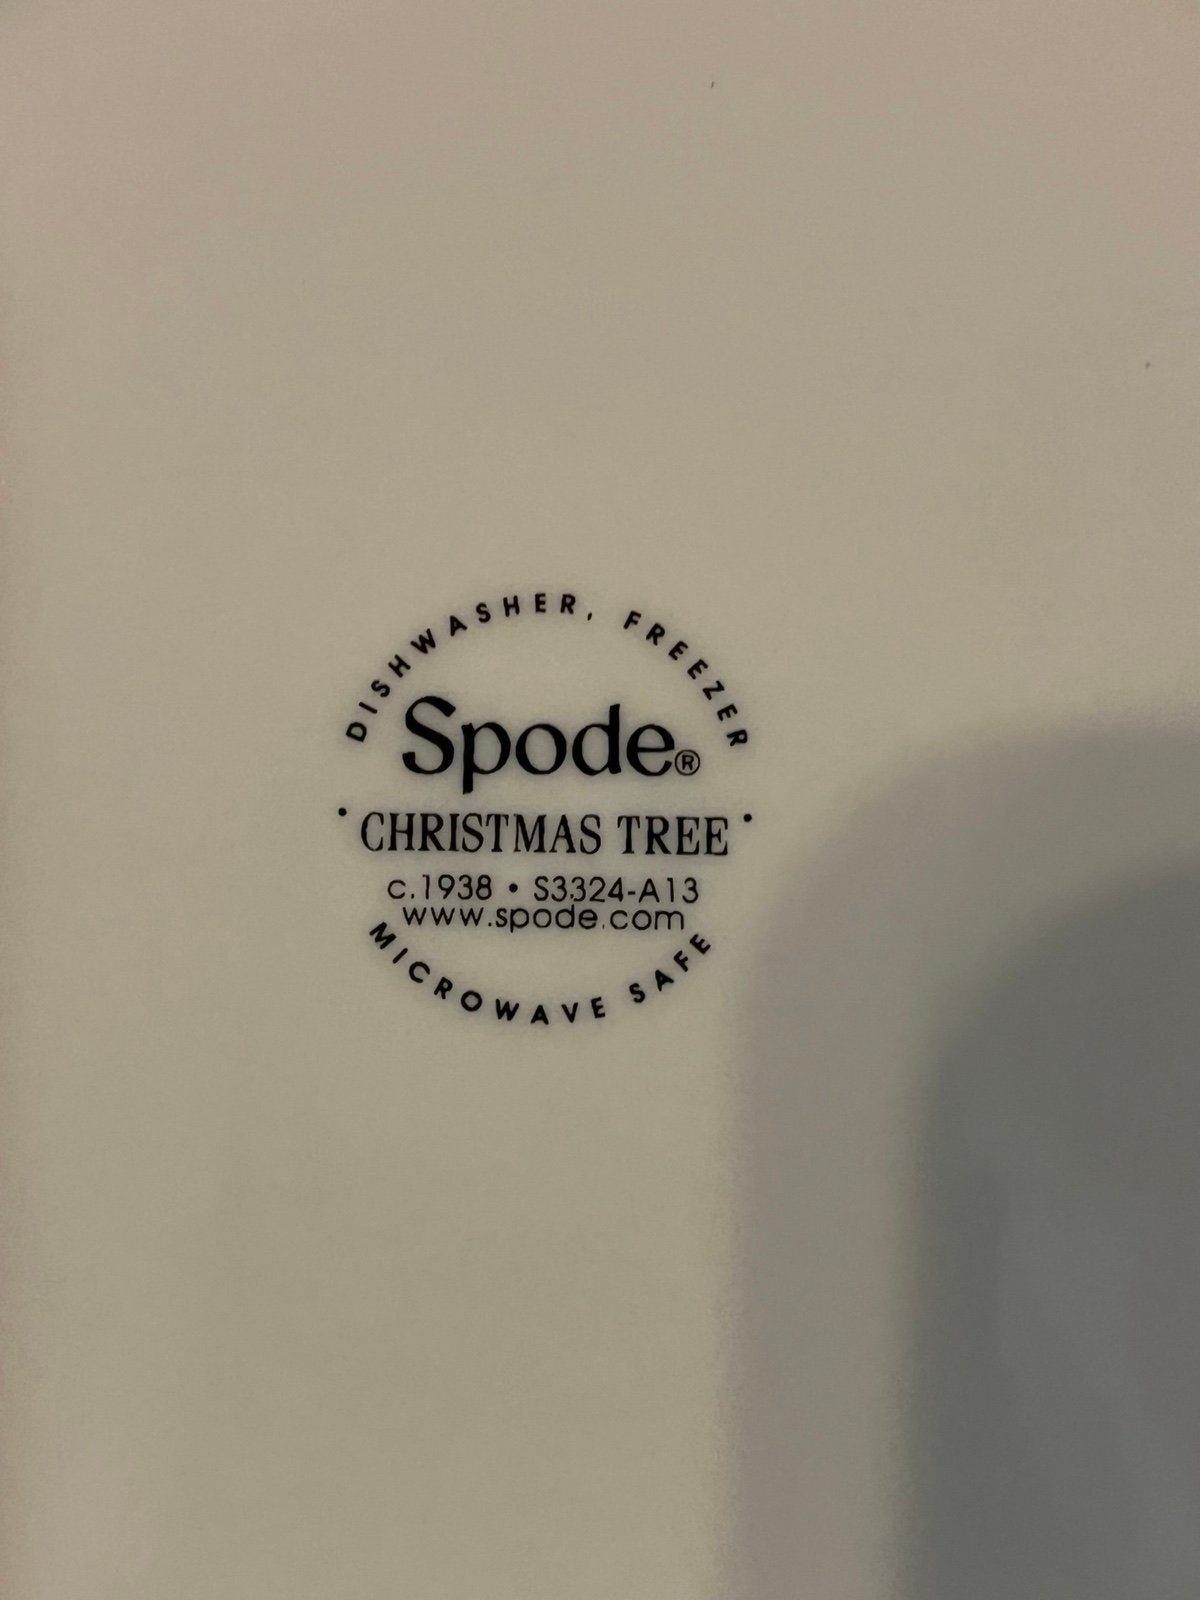 DISHWASHER, FREEZER
Spode®
· CHRISTMAS TREE ·
c.1938 • S3324-A13
www.spode.com
MICROWAVE SAFE